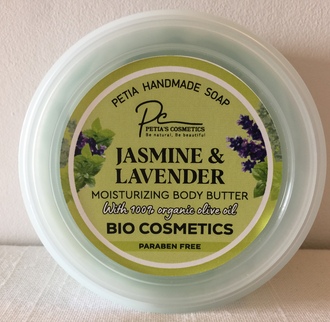 PETIA HANDMADE SOAP
Pc
PETIA'S COSMETICS
Be natural, Be beautiful
JASMINE &
LAVENDER
MOISTURIZING BODY BUTTER
With 100% organic olive oil
BIO COSMETICS
PARABEN FREE